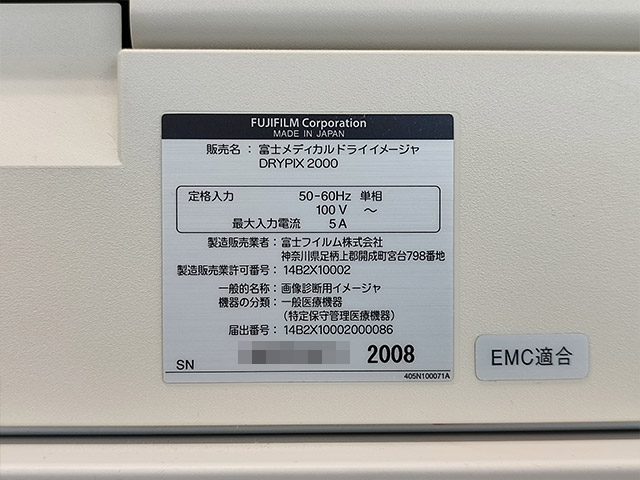 FUJIFILM Corporation
MADE IN JAPAN
販売名 : 富士メディカルドライイメージャ
DRYPIX 2000
定格入力 50-60Hz 単相
100V ～
最大入力電流 5A
製造販売業者 : 富士フイルム株式会社
神奈川県足柄上郡開成町宮台798番地
製造販売業許可番号 : 14B2X10002
一般的名称 : 画像診断用イメージャ
機器の分類 : 一般医療機器
(特定保守管理医療機器)
届出番号 : 14B2X10002000086
2008
SN
405N100071A
EMC適合